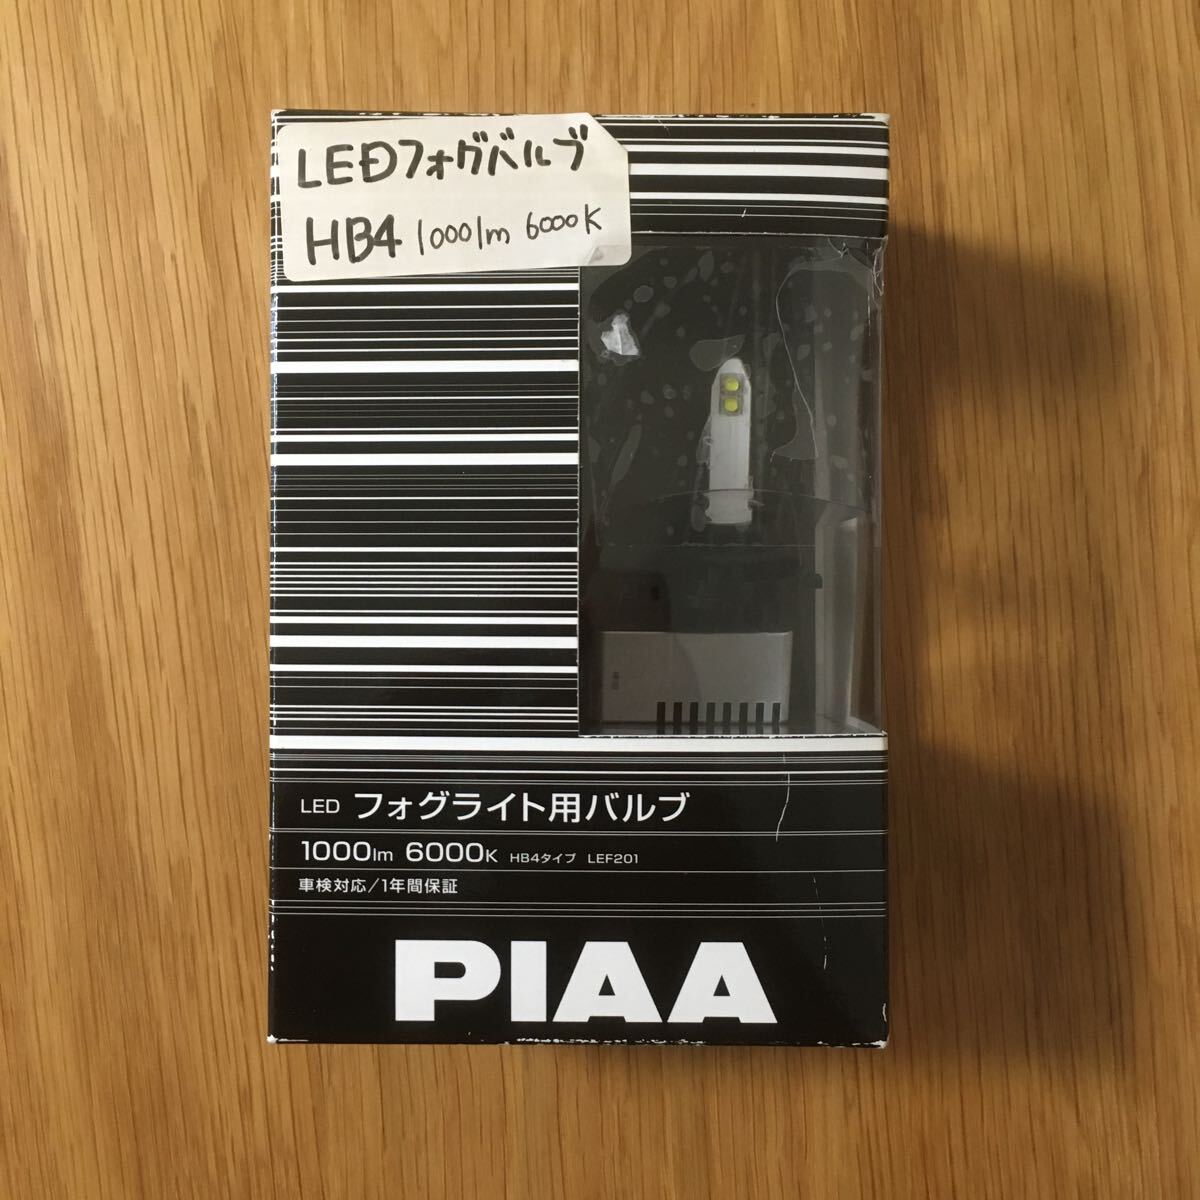 LEDフォグバルブ
HB4 1000lm 6000K
LED フォグライト用バルブ
1000lm 6000K HB4タイプ LEF201
車検対応/1年間保証
PIAA